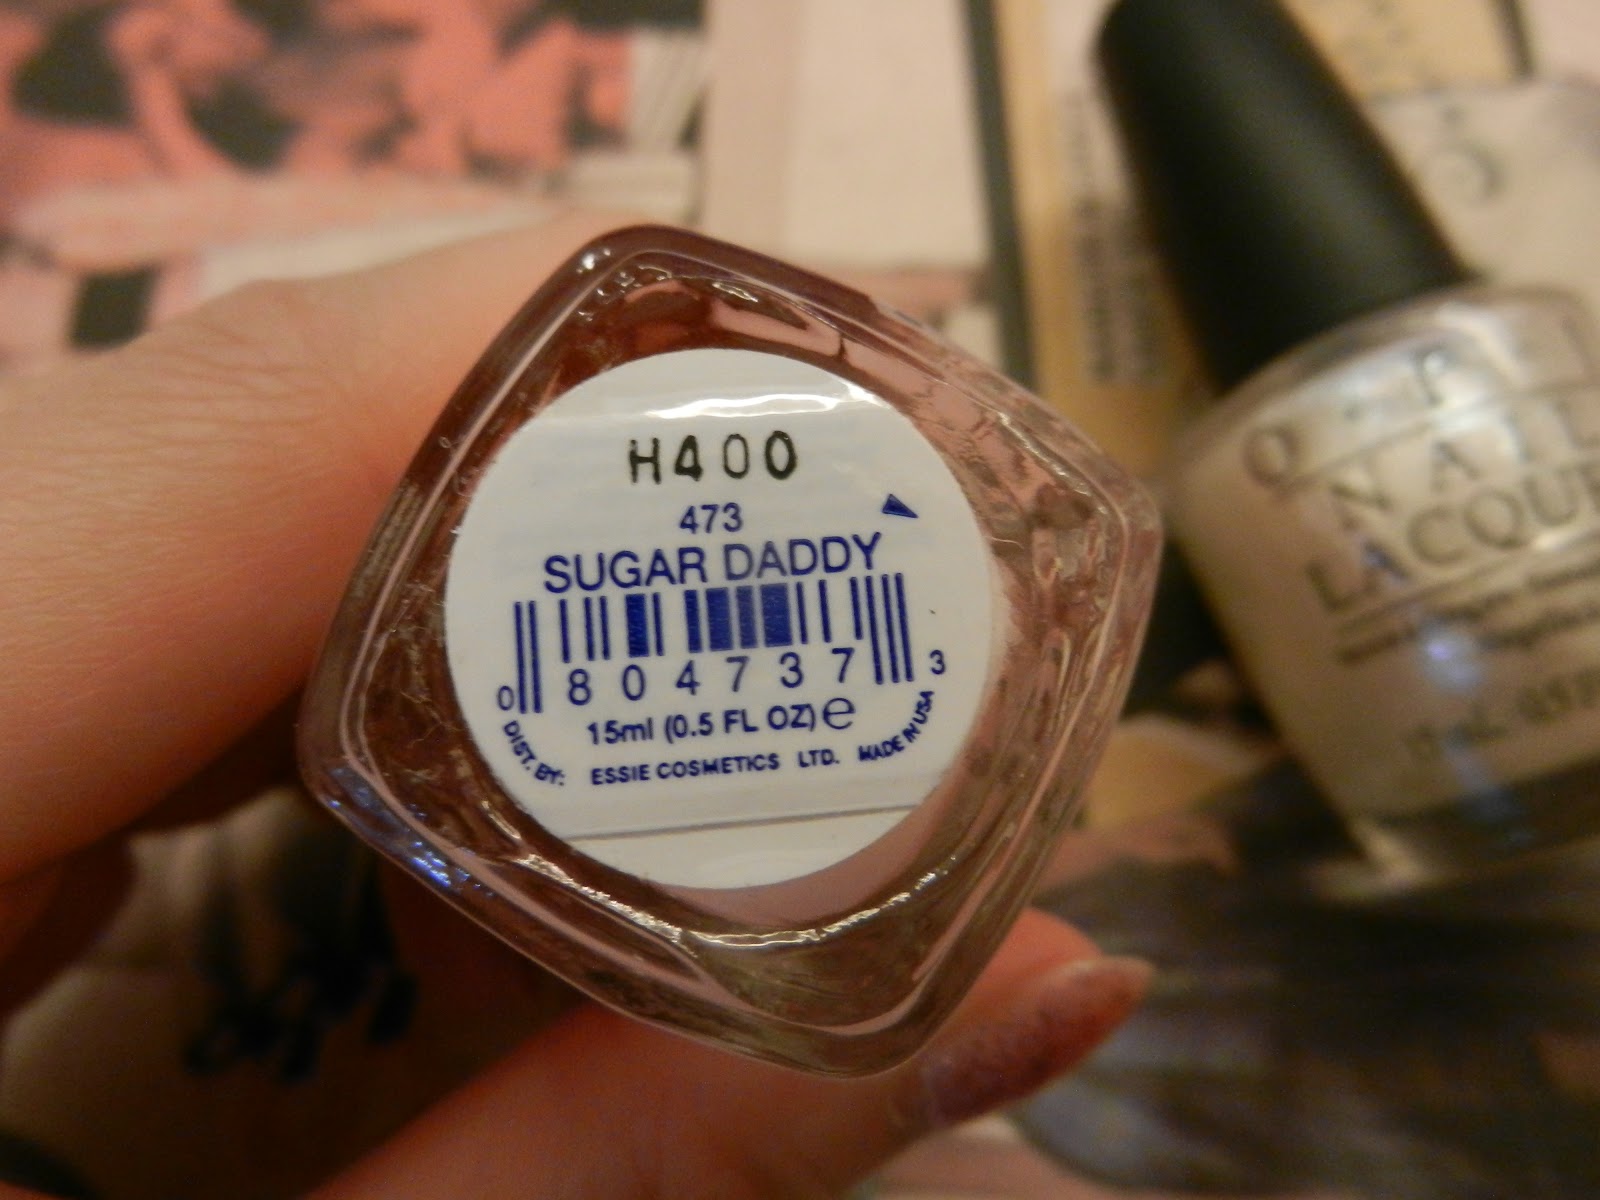 H400
473
SUGAR DADDY
0 804737 3
15ml (0.5 FL OZ) e
DIST. BY: ESSIE COSMETICS LTD. MADE IN USA
O·P·I
NAIL
LACQUE